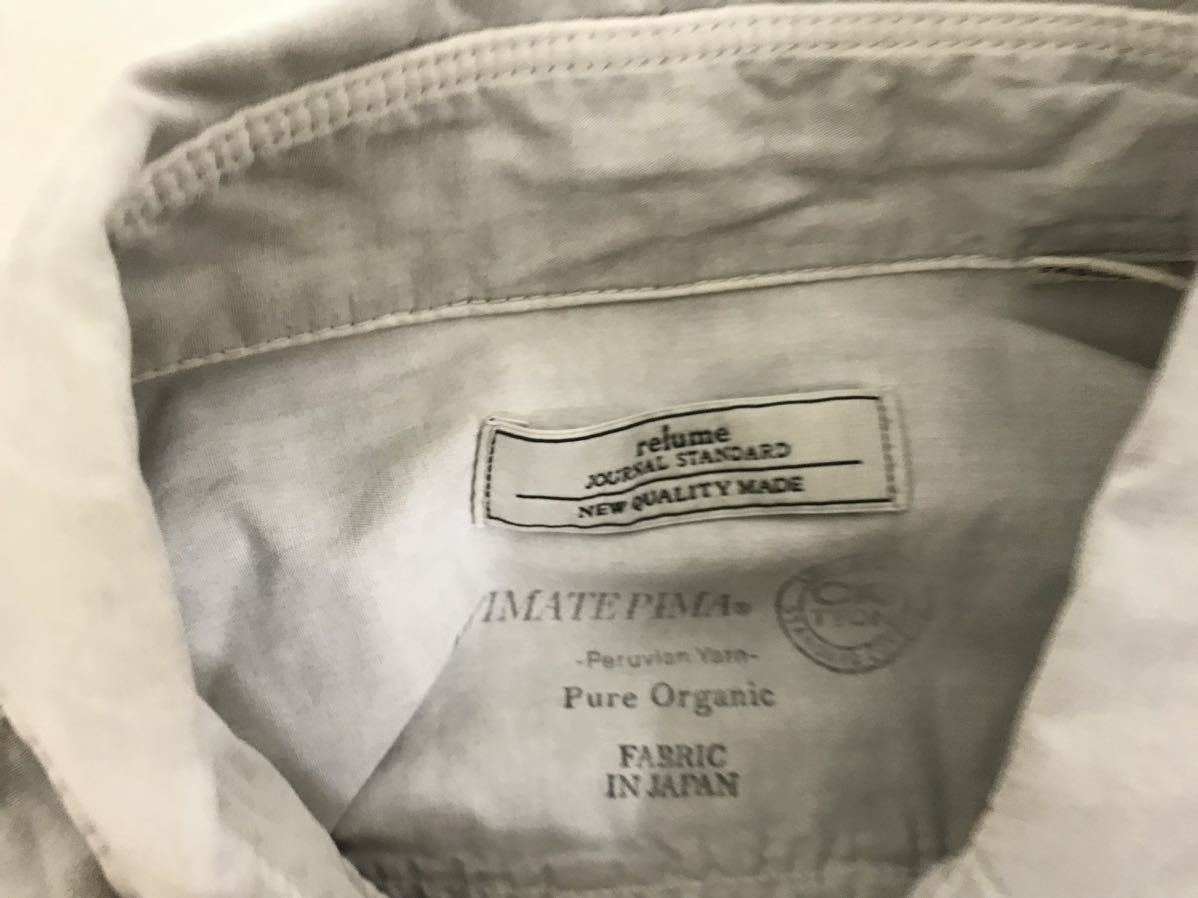 relume
JOURNAL STANDARD
NEW QUALITY MADE
IMATE PIMA®
-Peruvian Yarn-
Pure Organic
FABRIC
IN JAPAN